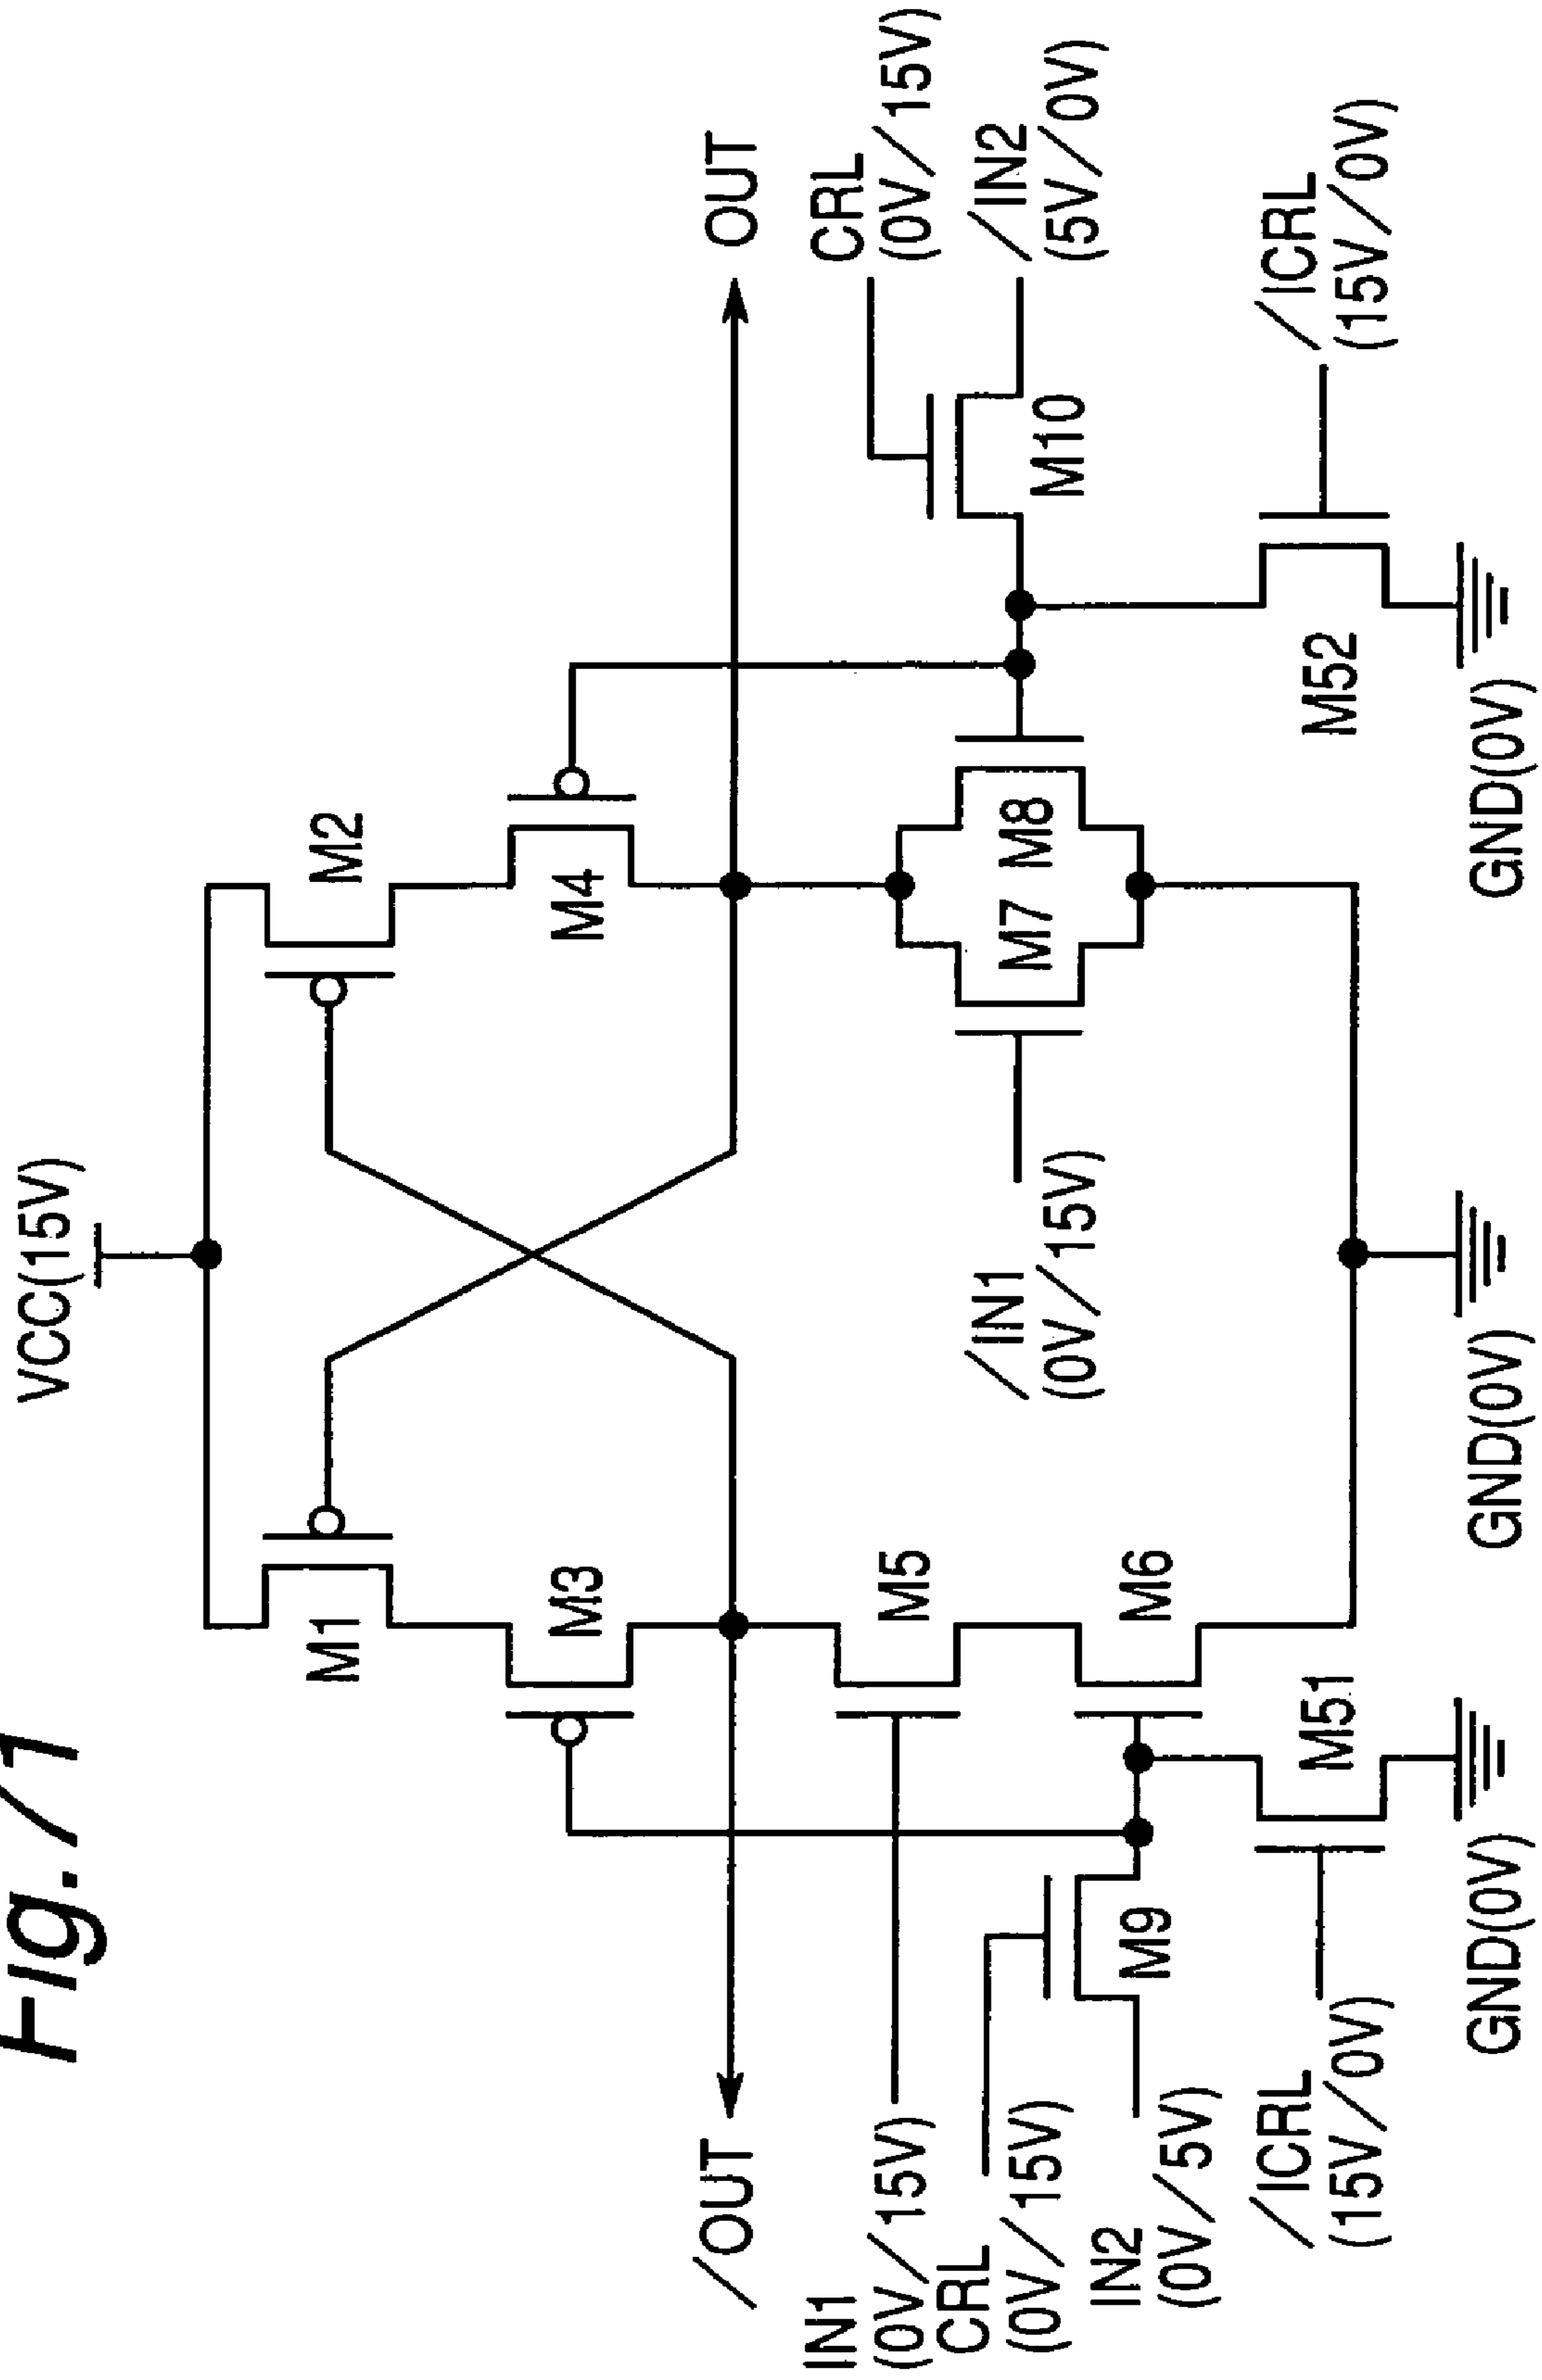 Fig.71
VCC(15V)
M1
M2
M3
M4
/OUT
OUT
IN1
(0V/15V)
CRL
(0V/15V)
IN2
(0V/5V)
/ICRL
(15V/0V)
M5
M6
M9
M51
GND(0V)
/IN1
(0V/15V)
M7
M8
GND(0V)
CRL
(0V/15V)
/IN2
(5V/0V)
M10
/ICRL
(15V/0V)
M52
GND(0V)